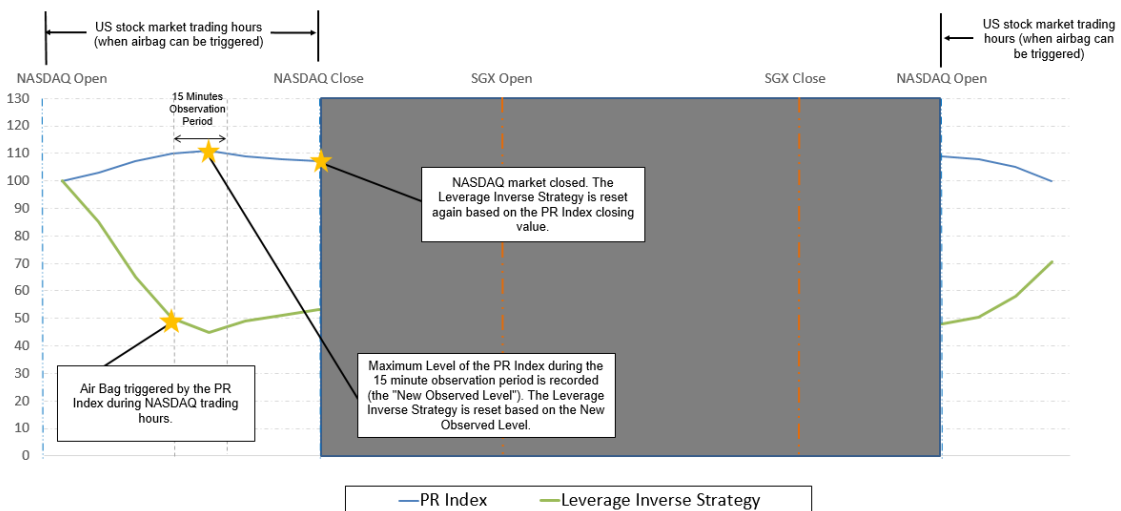 US stock market trading hours
(when airbag can be triggered)
US stock market trading
hours (when airbag can
be triggered)
NASDAQ Open
NASDAQ Close
SGX Open
SGX Close
NASDAQ Open
15 Minutes
Observation
Period
130
120
110
100
90
80
70
60
50
40
30
20
10
0
NASDAQ market closed. The
Leverage Inverse Strategy is reset
again based on the PR Index closing
value.
Maximum Level of the PR Index during the
15 minute observation period is recorded
(the "New Observed Level"). The Leverage
Inverse Strategy is reset based on the New
Observed Level.
Air Bag triggered by the PR
Index during NASDAQ trading
hours.
PR Index
Leverage Inverse Strategy